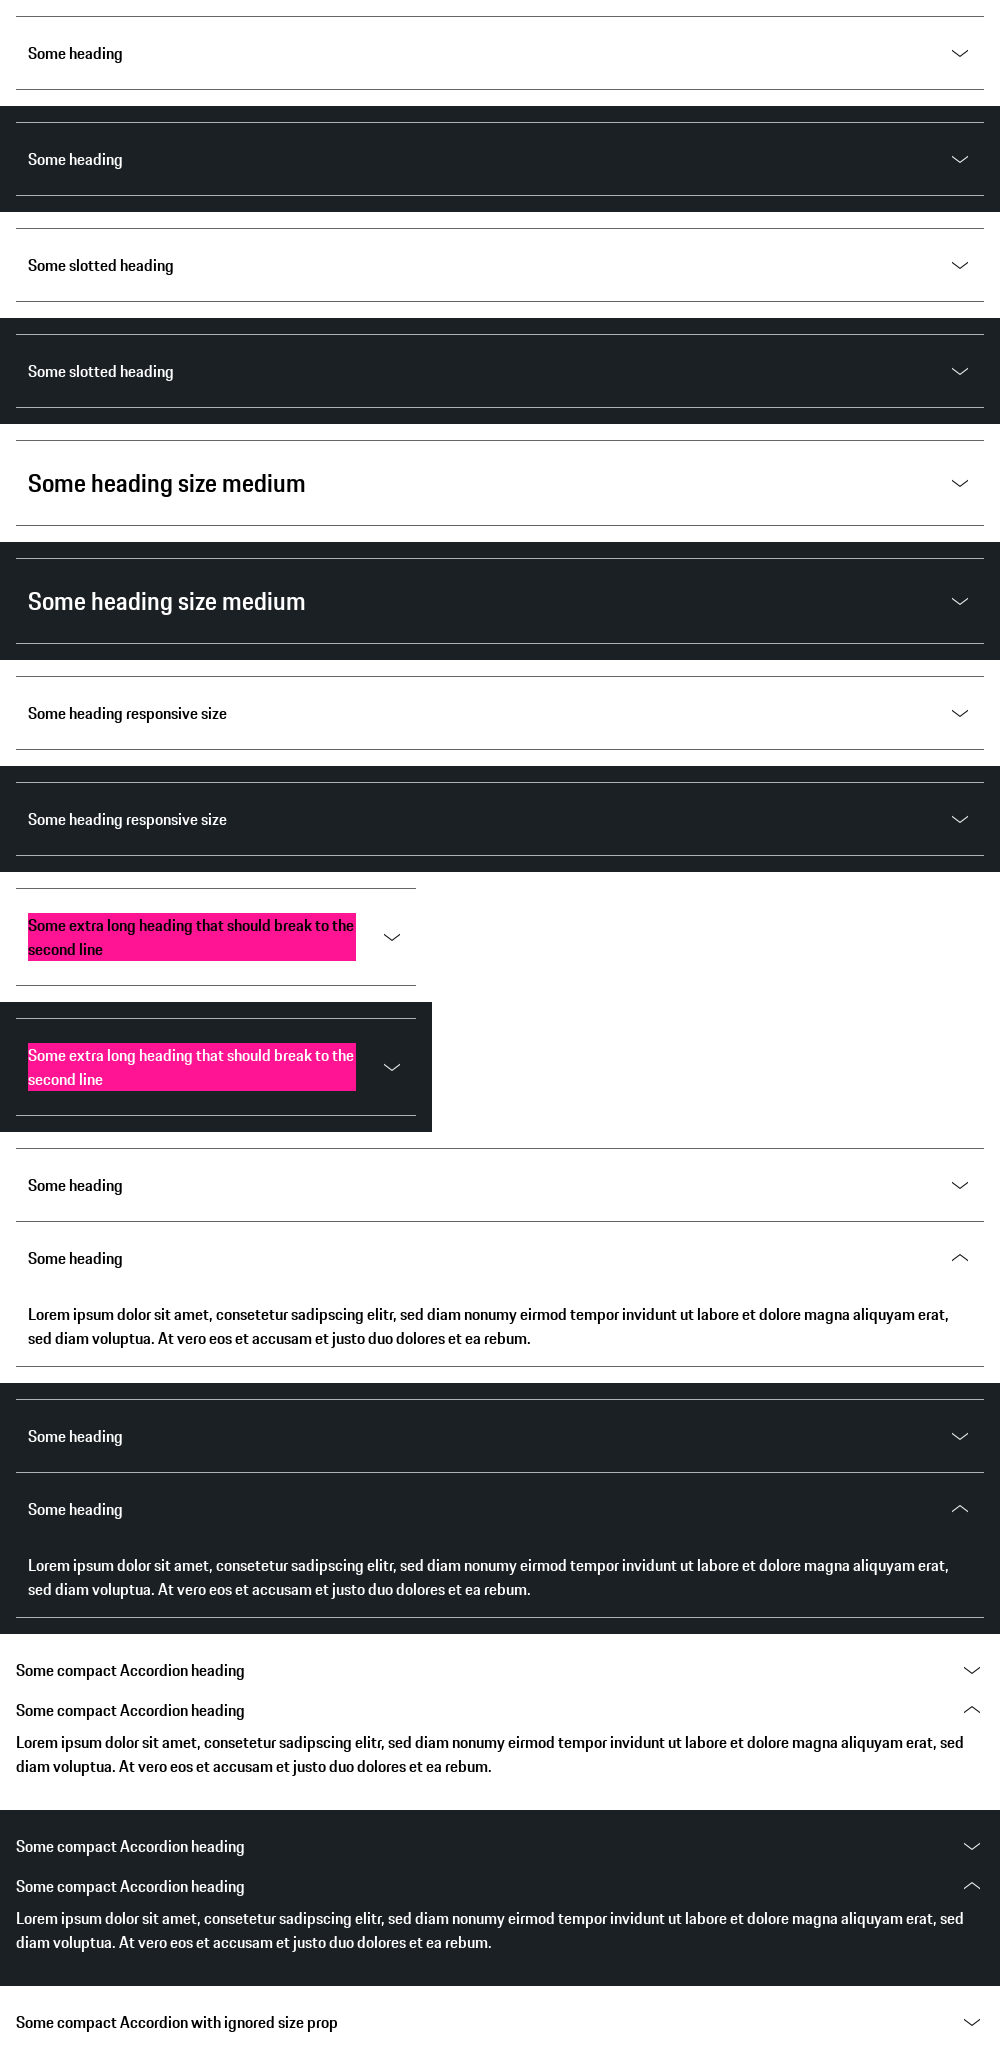 Some heading
Some heading
Some slotted heading
Some slotted heading
Some heading size medium
Some heading size medium
Some heading responsive size
Some heading responsive size
Some extra long heading that should break to the
second line
Some extra long heading that should break to the
second line
Some heading
Some heading
Lorem ipsum dolor sit amet, consetetur sadipscing elitr, sed diam nonumy eirmod tempor invidunt ut labore et dolore magna aliquyam erat,
sed diam voluptua. At vero eos et accusam et justo duo dolores et ea rebum.
Some heading
Some heading
Lorem ipsum dolor sit amet, consetetur sadipscing elitr, sed diam nonumy eirmod tempor invidunt ut labore et dolore magna aliquyam erat,
sed diam voluptua. At vero eos et accusam et justo duo dolores et ea rebum.
Some compact Accordion heading
Some compact Accordion heading
Lorem ipsum dolor sit amet, consetetur sadipscing elitr, sed diam nonumy eirmod tempor invidunt ut labore et dolore magna aliquyam erat, sed
diam voluptua. At vero eos et accusam et justo duo dolores et ea rebum.
Some compact Accordion heading
Some compact Accordion heading
Lorem ipsum dolor sit amet, consetetur sadipscing elitr, sed diam nonumy eirmod tempor invidunt ut labore et dolore magna aliquyam erat, sed
diam voluptua. At vero eos et accusam et justo duo dolores et ea rebum.
Some compact Accordion with ignored size prop